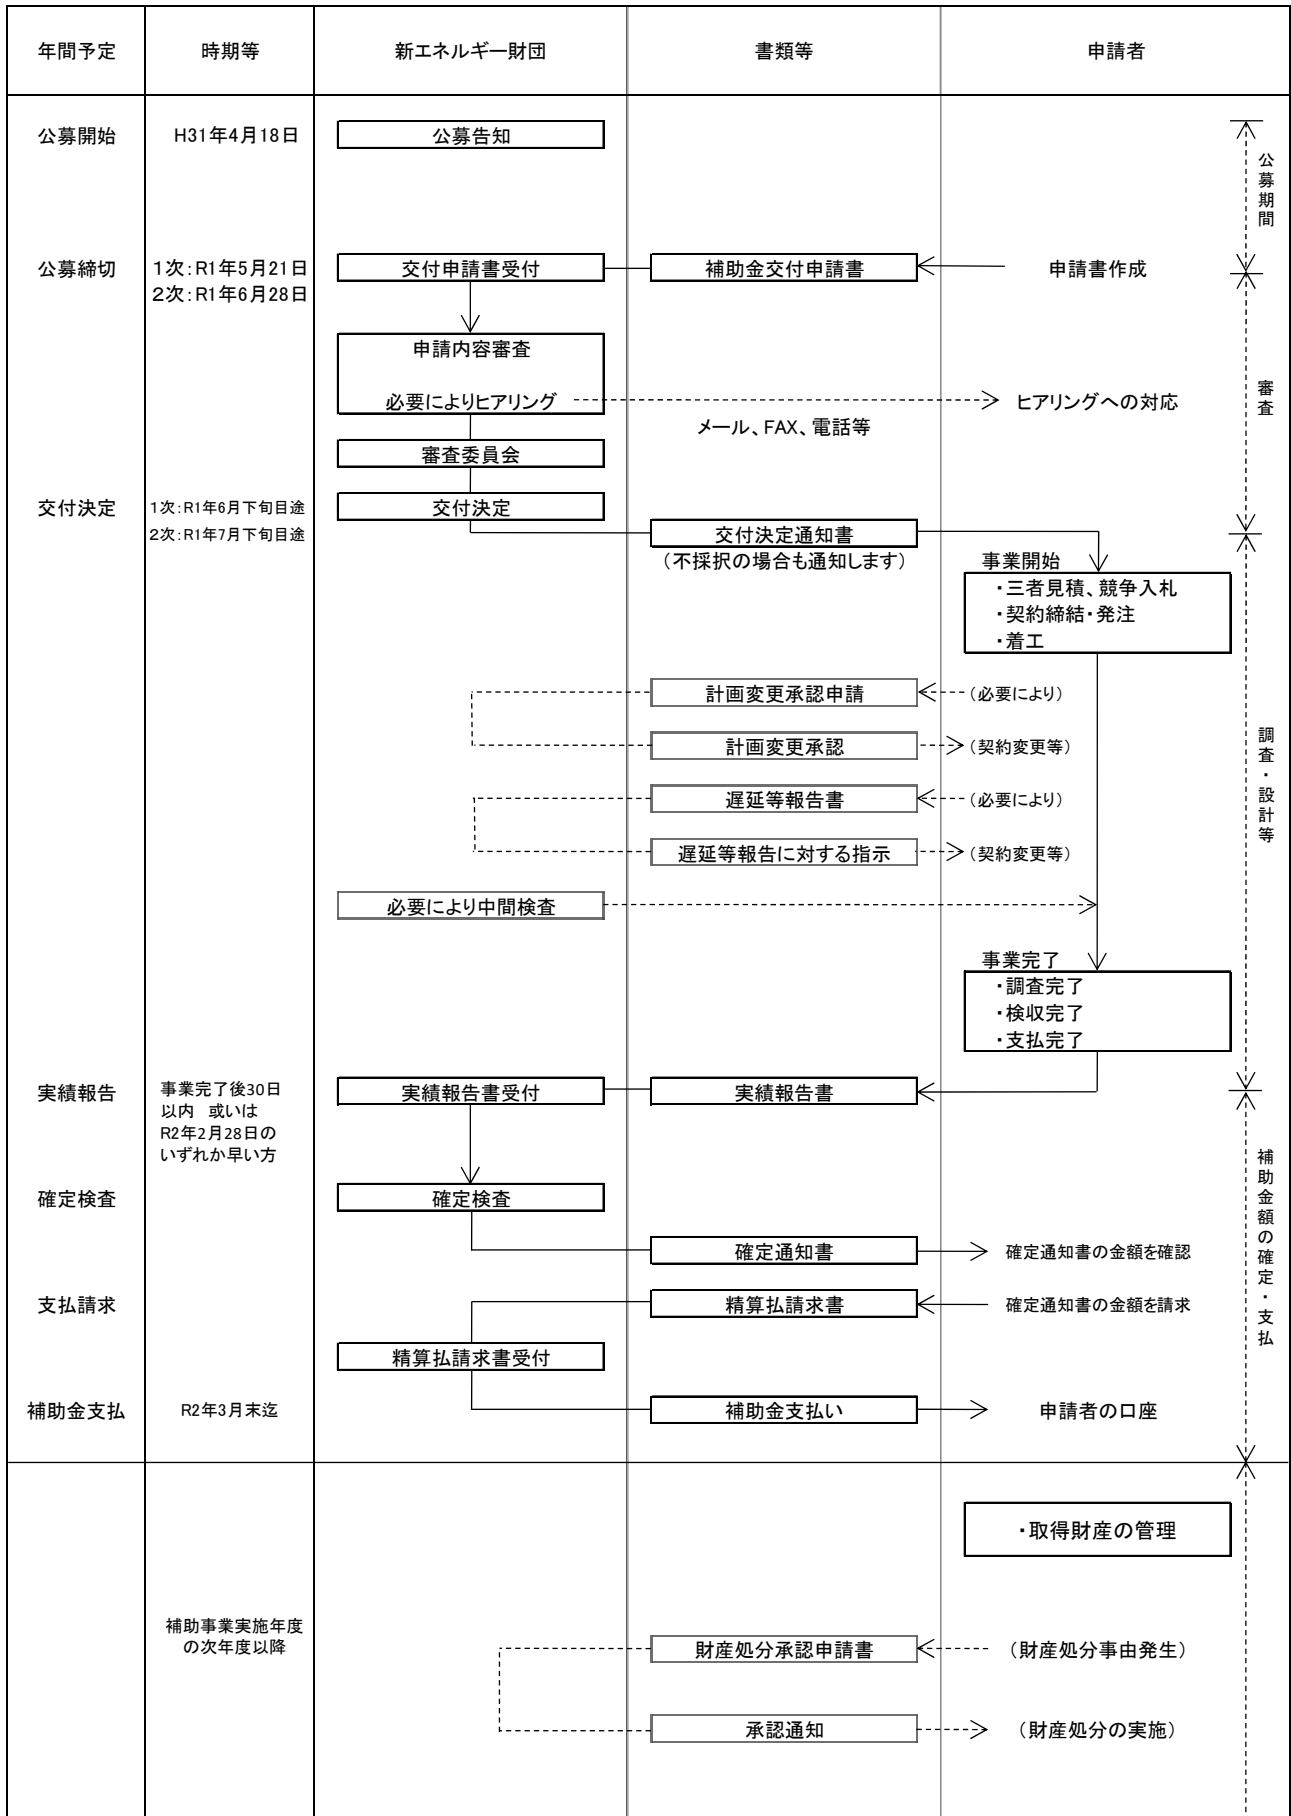 年間予定
時期等
新エネルギー財団
書類等
申請者
公募開始
H31年4月18日
公募告知
公募期間
公募締切
1次:R1年5月21日
2次:R1年6月28日
交付申請書受付
補助金交付申請書
申請書作成
申請内容審査
必要によりヒアリング
ヒアリングへの対応
メール、FAX、電話等
審査
審査委員会
交付決定
1次:R1年6月下旬目途
2次:R1年7月下旬目途
交付決定
交付決定通知書
(不採択の場合も通知します)
事業開始
・三者見積、競争入札
・契約締結・発注
・着工
計画変更承認申請
(必要により)
計画変更承認
(契約変更等)
遅延等報告書
(必要により)
遅延等報告に対する指示
(契約変更等)
調査・設計等
必要により中間検査
事業完了
・調査完了
・検収完了
・支払完了
実績報告
事業完了後30日
以内 或いは
R2年2月28日の
いずれか早い方
実績報告書受付
実績報告書
確定検査
確定検査
確定通知書
確定通知書の金額を確認
補助金額の確定・支払
支払請求
精算払請求書
確定通知書の金額を請求
精算払請求書受付
補助金支払
R2年3月末迄
補助金支払い
申請者の口座
・取得財産の管理
補助事業実施年度
の次年度以降
財産処分承認申請書
(財産処分事由発生)
承認通知
(財産処分の実施)